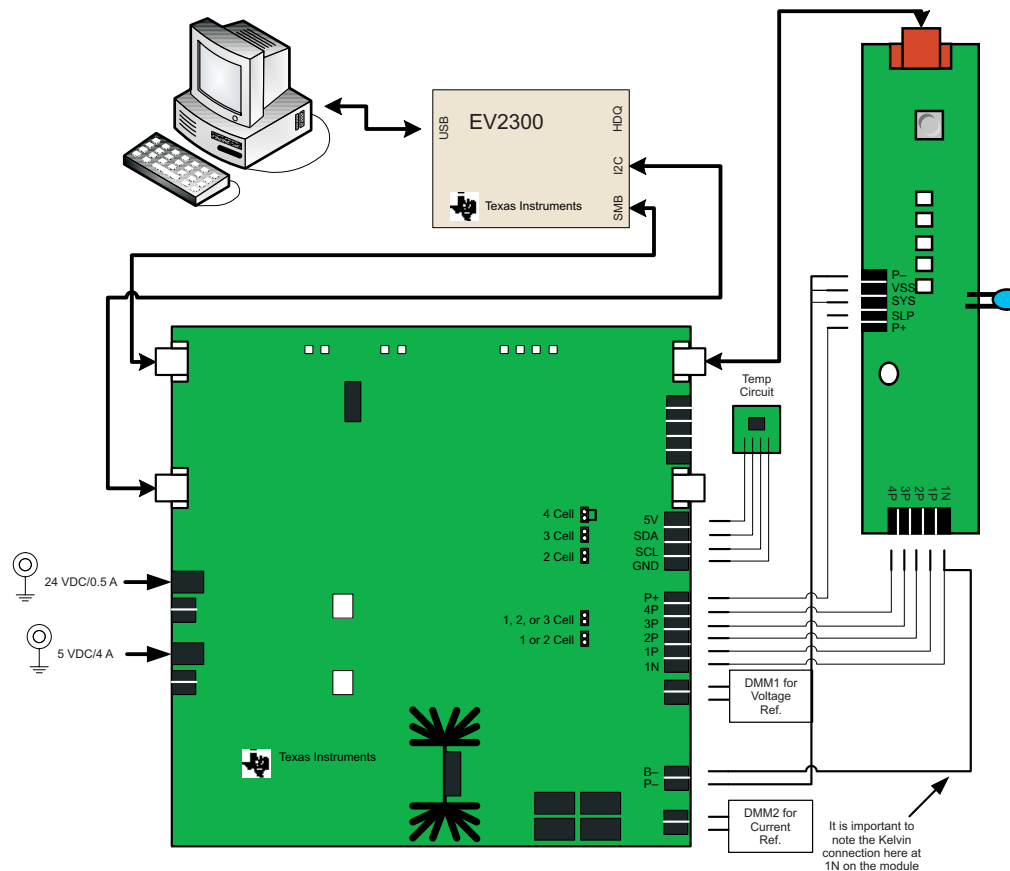 USB
EV2300
HDQ
I2C
SMB
Texas Instruments
P–
VSS
SYS
SLP
P+
Temp
Circuit
4P
3P
2P
1P
1N
4 Cell
3 Cell
2 Cell
5V
SDA
SCL
GND
24 VDC/0.5 A
5 VDC/4 A
1, 2, or 3 Cell
1 or 2 Cell
P+
4P
3P
2P
1P
1N
DMM1 for
Voltage
Ref.
Texas Instruments
B–
P–
DMM2 for
Current
Ref.
It is important to
note the Kelvin
connection here at
1N on the module